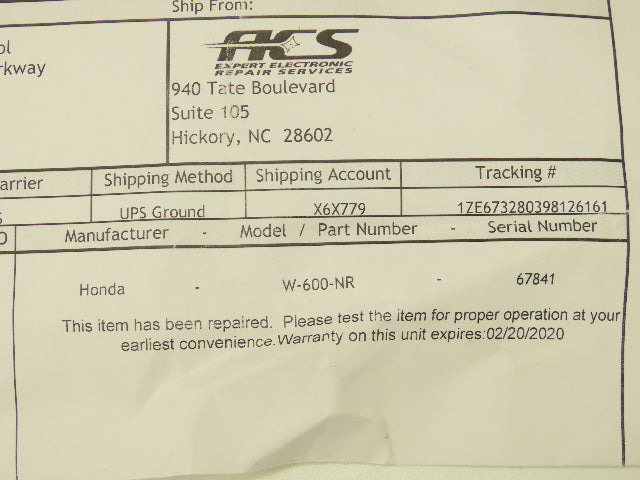 Ship From:
ol
rkway
ACS
EXPERT ELECTRONIC
REPAIR SERVICES
940 Tate Boulevard
Suite 105
Hickory, NC 28602
arrier Shipping Method Shipping Account Tracking #
S UPS Ground X6X779 1ZE673280398126161
O Manufacturer - Model / Part Number - Serial Number
Honda - W-600-NR - 67841
This item has been repaired. Please test the item for proper operation at your
earliest convenience.Warranty on this unit expires:02/20/2020